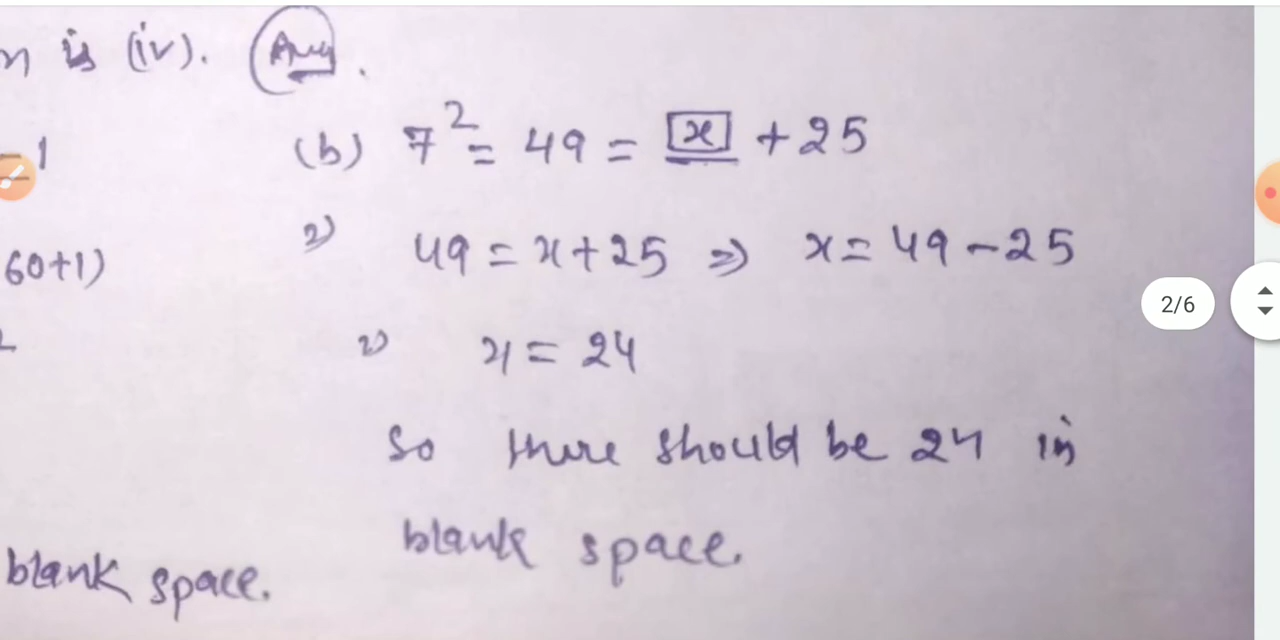 n is (iv). Ans.
-1
(b) 7² = 49 = x + 25
60+1)
⇒ 49 = x+25 ⇒ x = 49-25
2/6
⇒ x = 24
So there should be 24 in
blank space.
blank space.